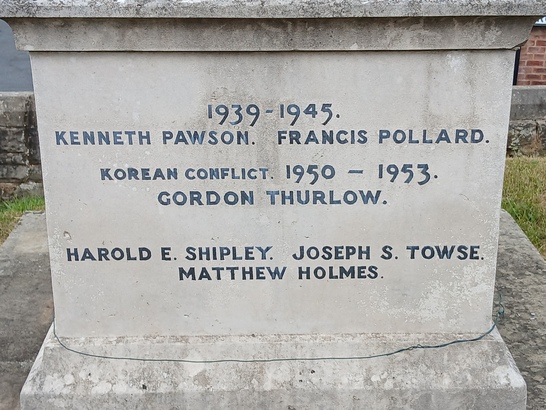 1939-1945.
KENNETH PAWSON. FRANCIS POLLARD.
KOREAN CONFLICT. 1950 – 1953.
GORDON THURLOW.
HAROLD E. SHIPLEY. JOSEPH S. TOWSE.
MATTHEW HOLMES.